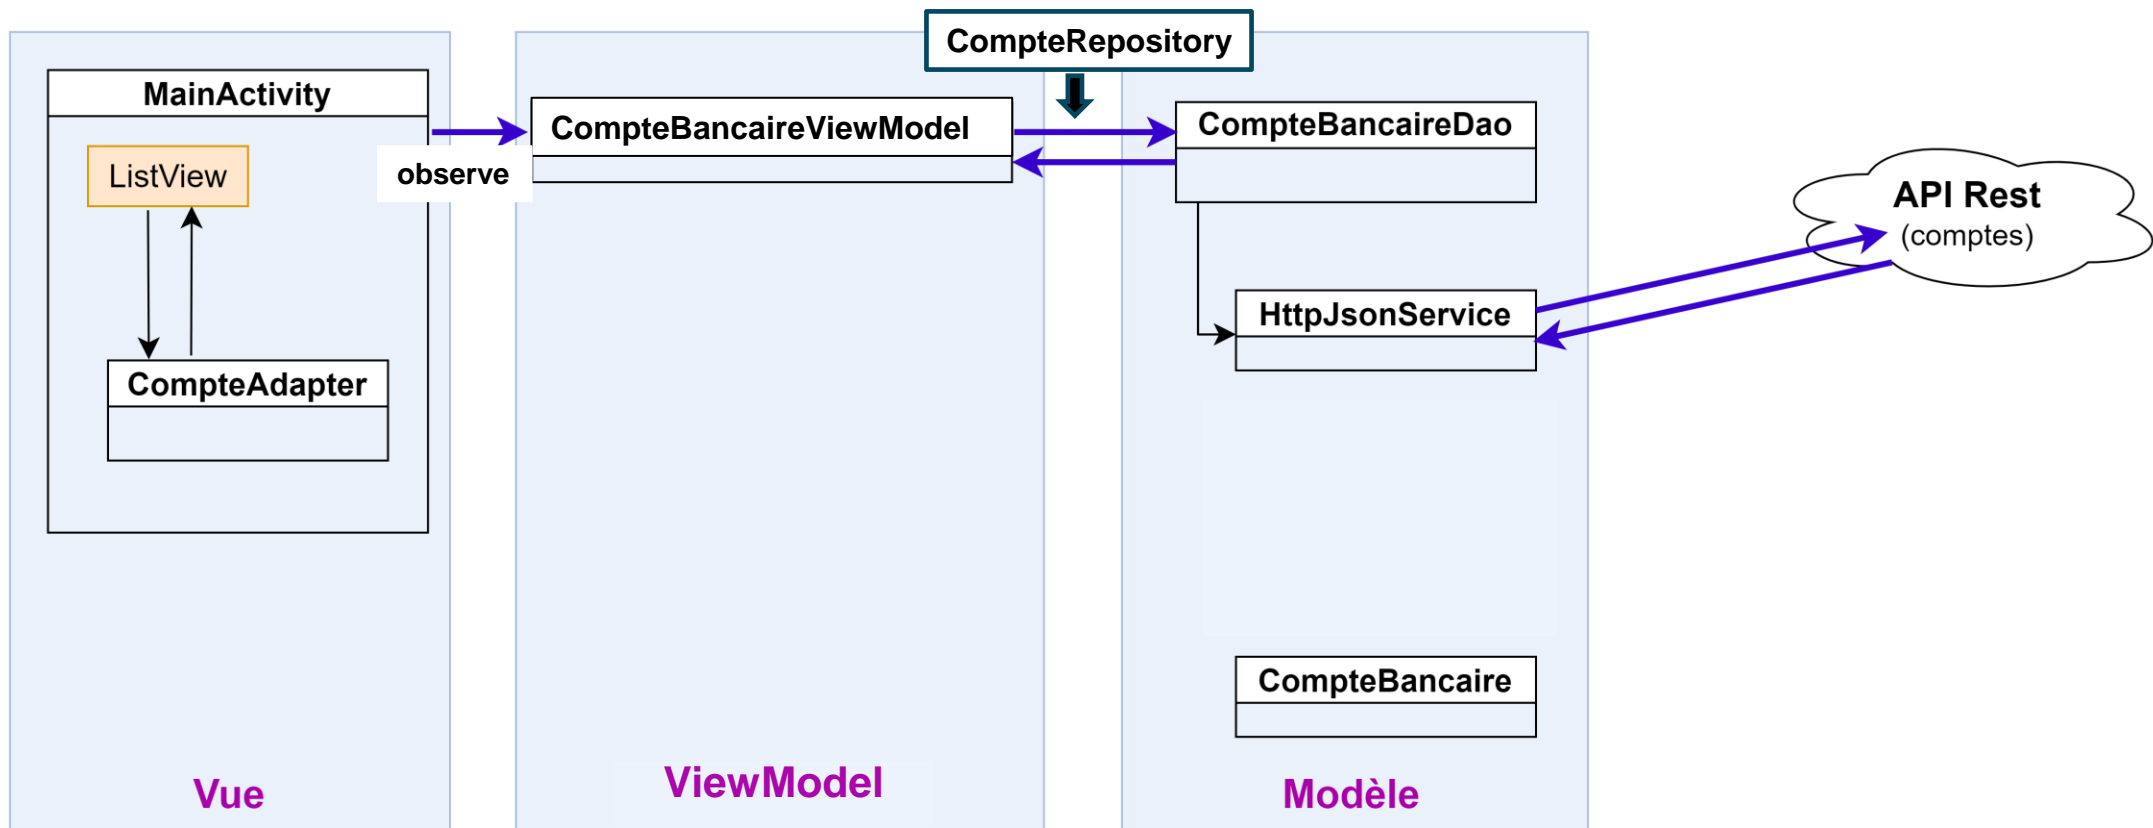 CompteRepository
MainActivity
CompteBancaireViewModel
CompteBancaireDao
ListView
observe
API Rest
(comptes)
HttpJsonService
CompteAdapter
CompteBancaire
Vue
ViewModel
Modèle